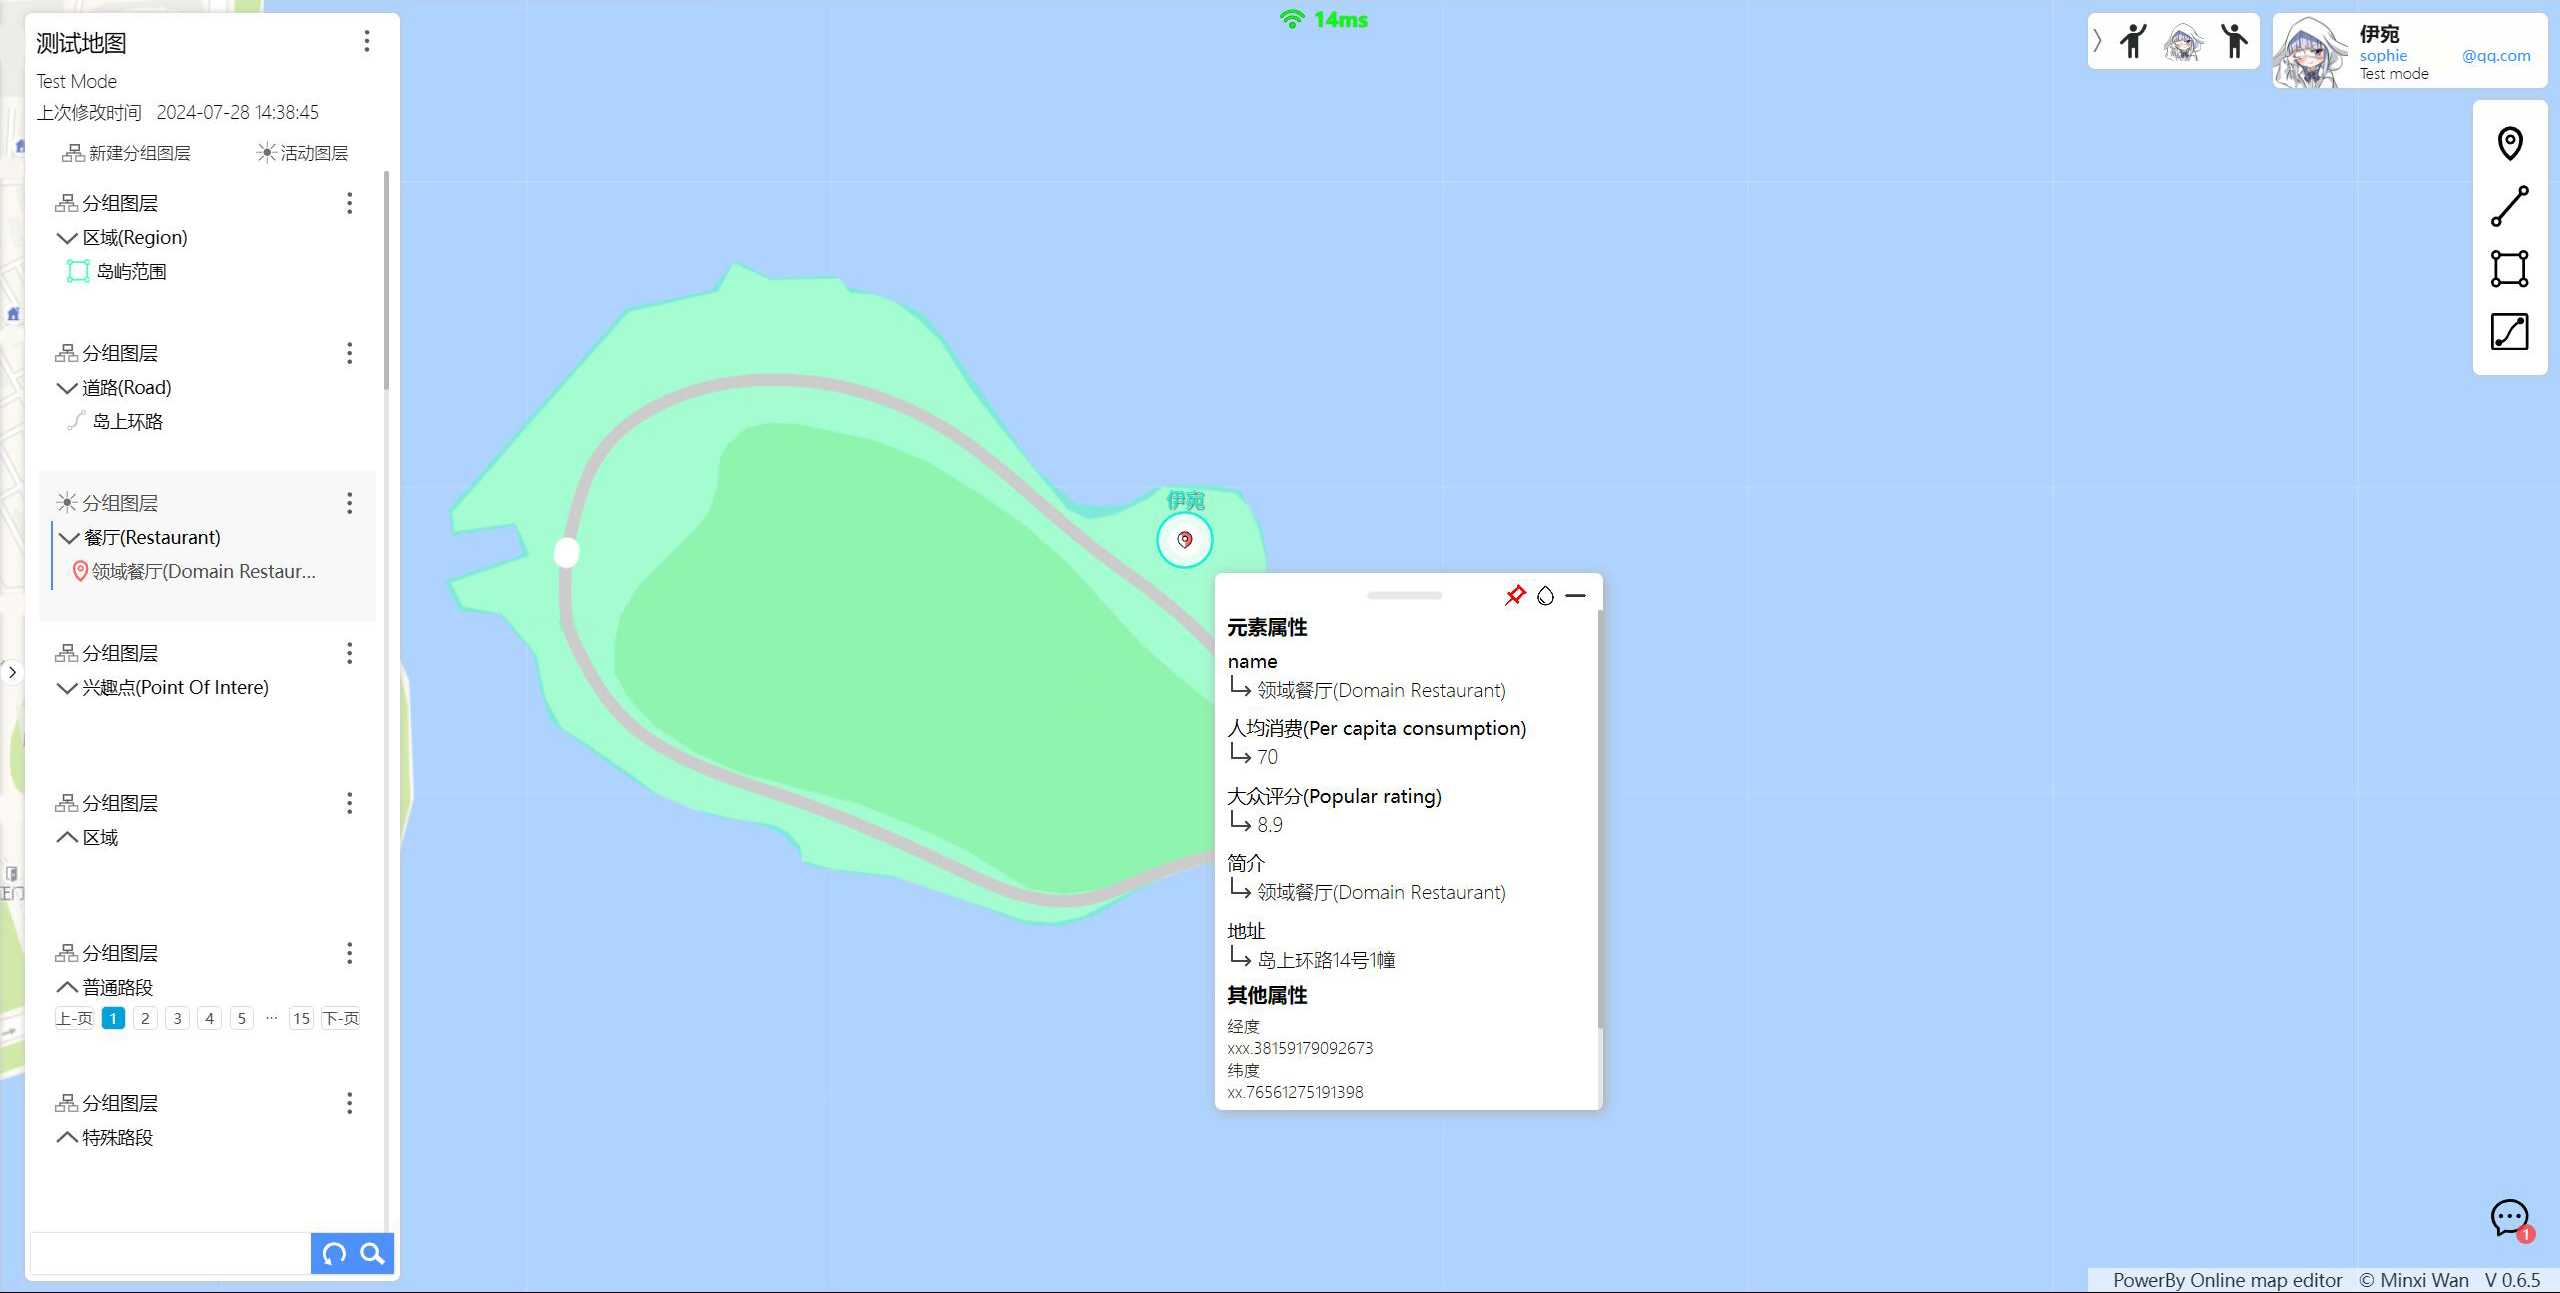 测试地图
Test Mode
上次修改时间 2024-07-28 14:38:45
新建分组图层 活动图层
分组图层
区域(Region)
岛屿范围
分组图层
道路(Road)
岛上环路
分组图层
餐厅(Restaurant)
领域餐厅(Domain Restaur...
分组图层
兴趣点(Point Of Intere)
分组图层
区域
分组图层
普通路段
上-页 1 2 3 4 5 ... 15 下-页
分组图层
特殊路段
正门
14ms
伊宛
元素属性
name
领域餐厅(Domain Restaurant)
人均消费(Per capita consumption)
70
大众评分(Popular rating)
8.9
简介
领域餐厅(Domain Restaurant)
地址
岛上环路14号1幢
其他属性
经度
xxx.38159179092673
纬度
xx.76561275191398
伊宛
sophie @qq.com
Test mode
1
PowerBy Online map editor © Minxi Wan V 0.6.5